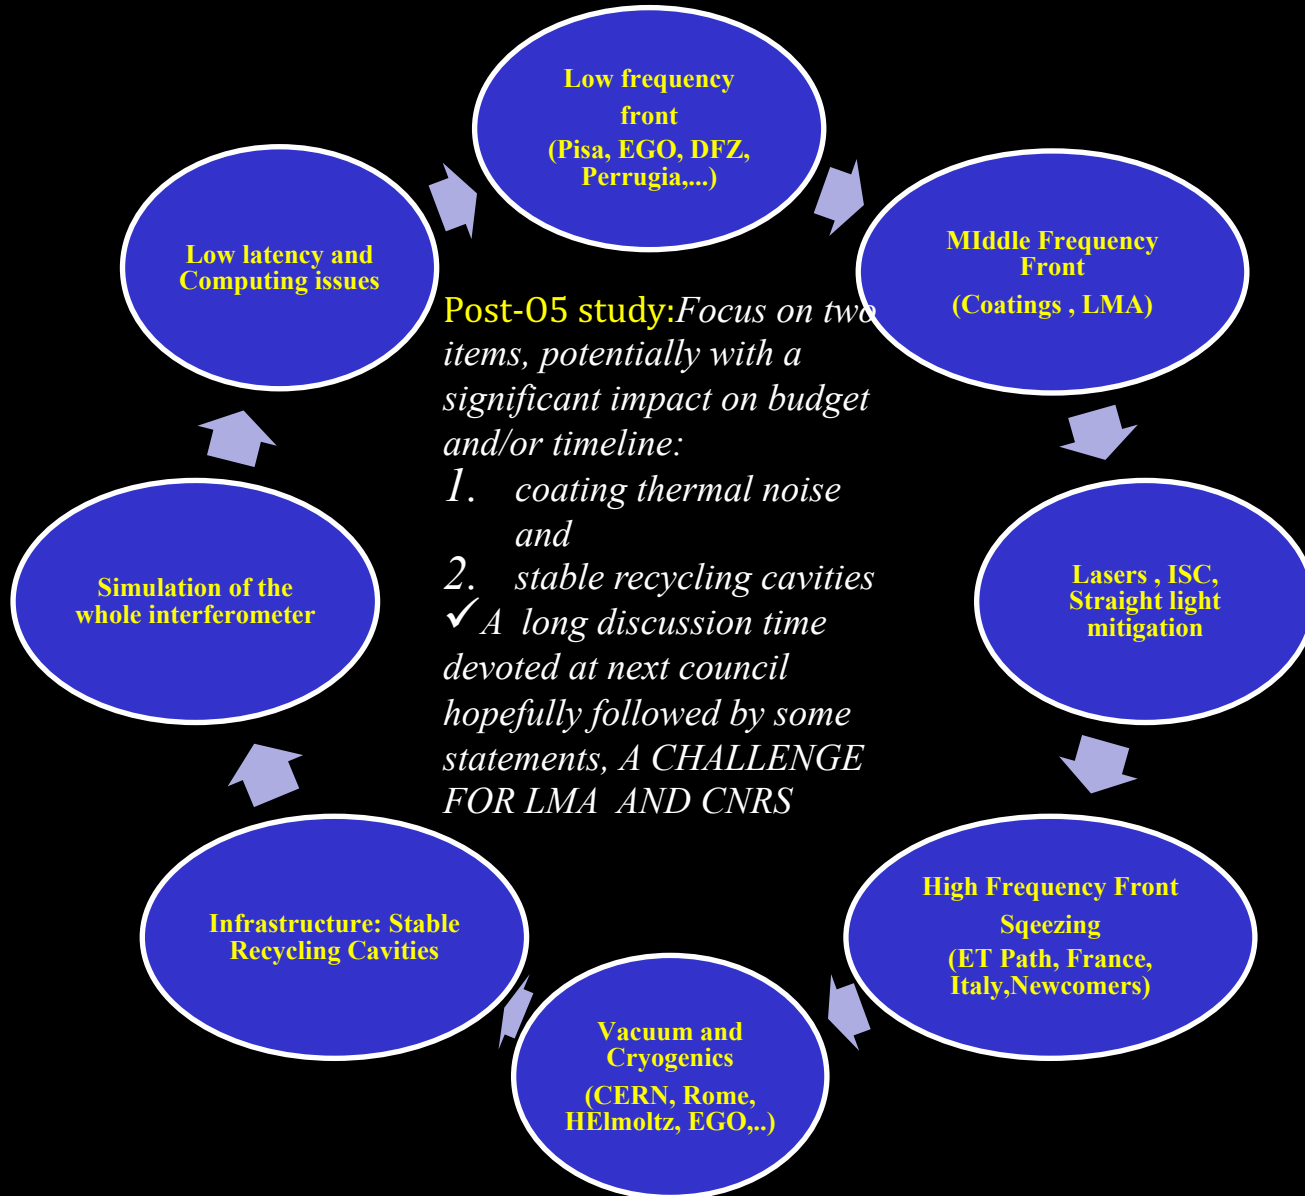 Low frequency
front
(Pisa, EGO, DFZ,
Perrugia,...)
MIddle Frequency
Front
(Coatings , LMA)
Lasers , ISC,
Straight light
mitigation
High Frequency Front
Sqeezing
(ET Path, France,
Italy,Newcomers)
Vacuum and
Cryogenics
(CERN, Rome,
HElmoltz, EGO,..)
Infrastructure: Stable
Recycling Cavities
Simulation of the
whole interferometer
Low latency and
Computing issues
Post-O5 study:Focus on two
items, potentially with a
significant impact on budget
and/or timeline:
1. coating thermal noise
and
2. stable recycling cavities
✓A long discussion time
devoted at next council
hopefully followed by some
statements, A CHALLENGE
FOR LMA AND CNRS